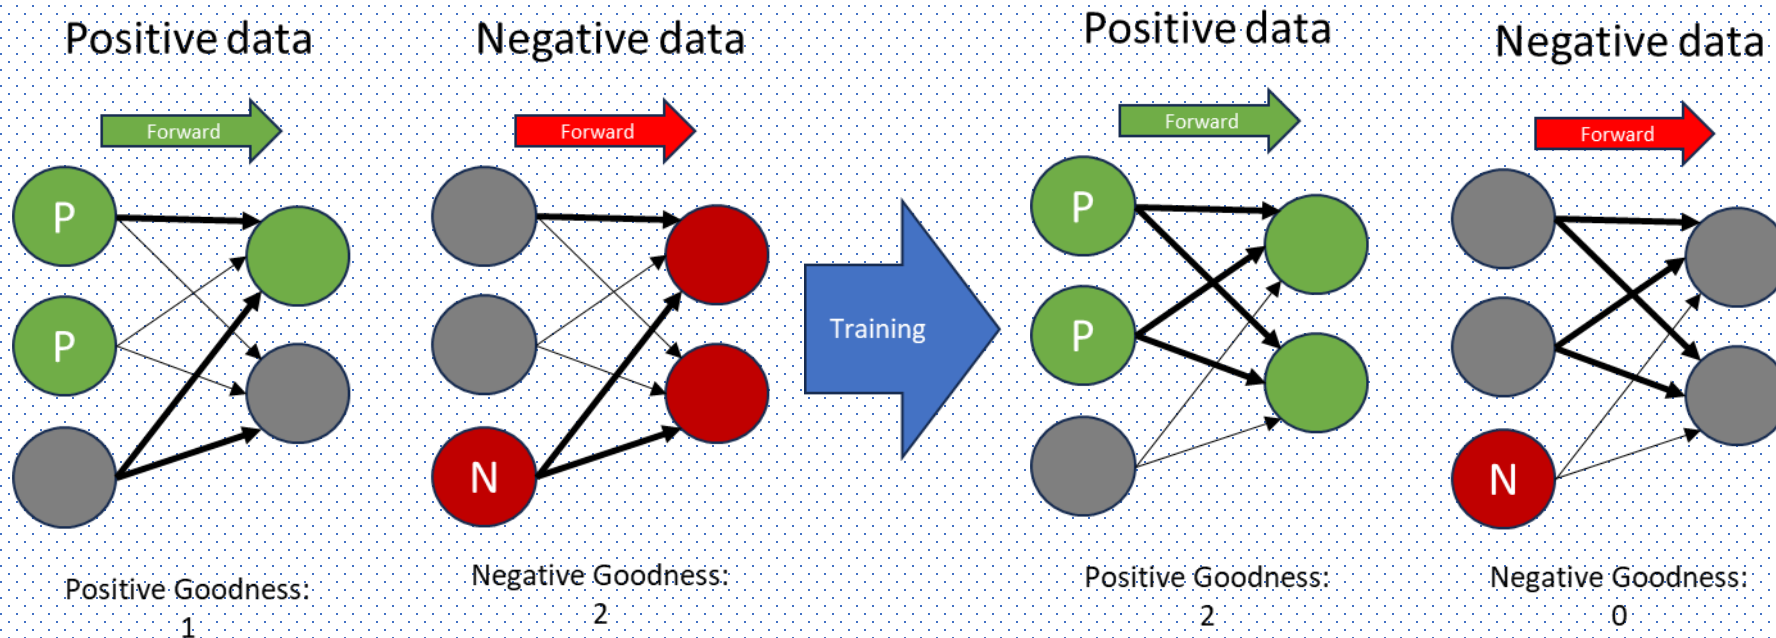 Positive data
Negative data
Positive data
Negative data
Forward
Forward
Forward
Forward
P
P
P
P
Training
N
N
Positive Goodness:
1
Negative Goodness:
2
Positive Goodness:
2
Negative Goodness:
0